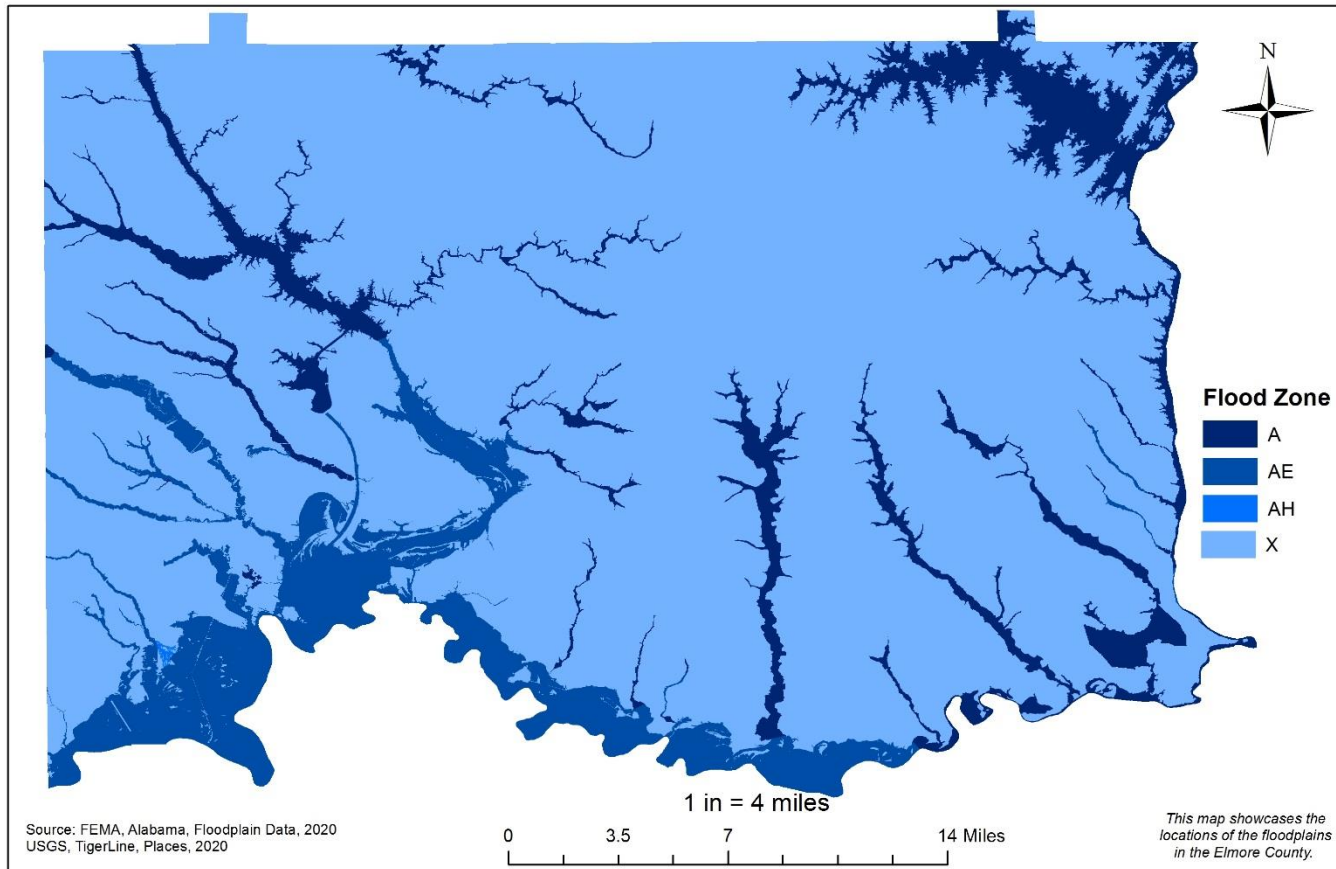 N
Flood Zone
A
AE
AH
X
1 in = 4 miles
0 3.5 7 14 Miles
Source: FEMA, Alabama, Floodplain Data, 2020
USGS, TigerLine, Places, 2020
This map showcases the
locations of the floodplains
in the Elmore County.